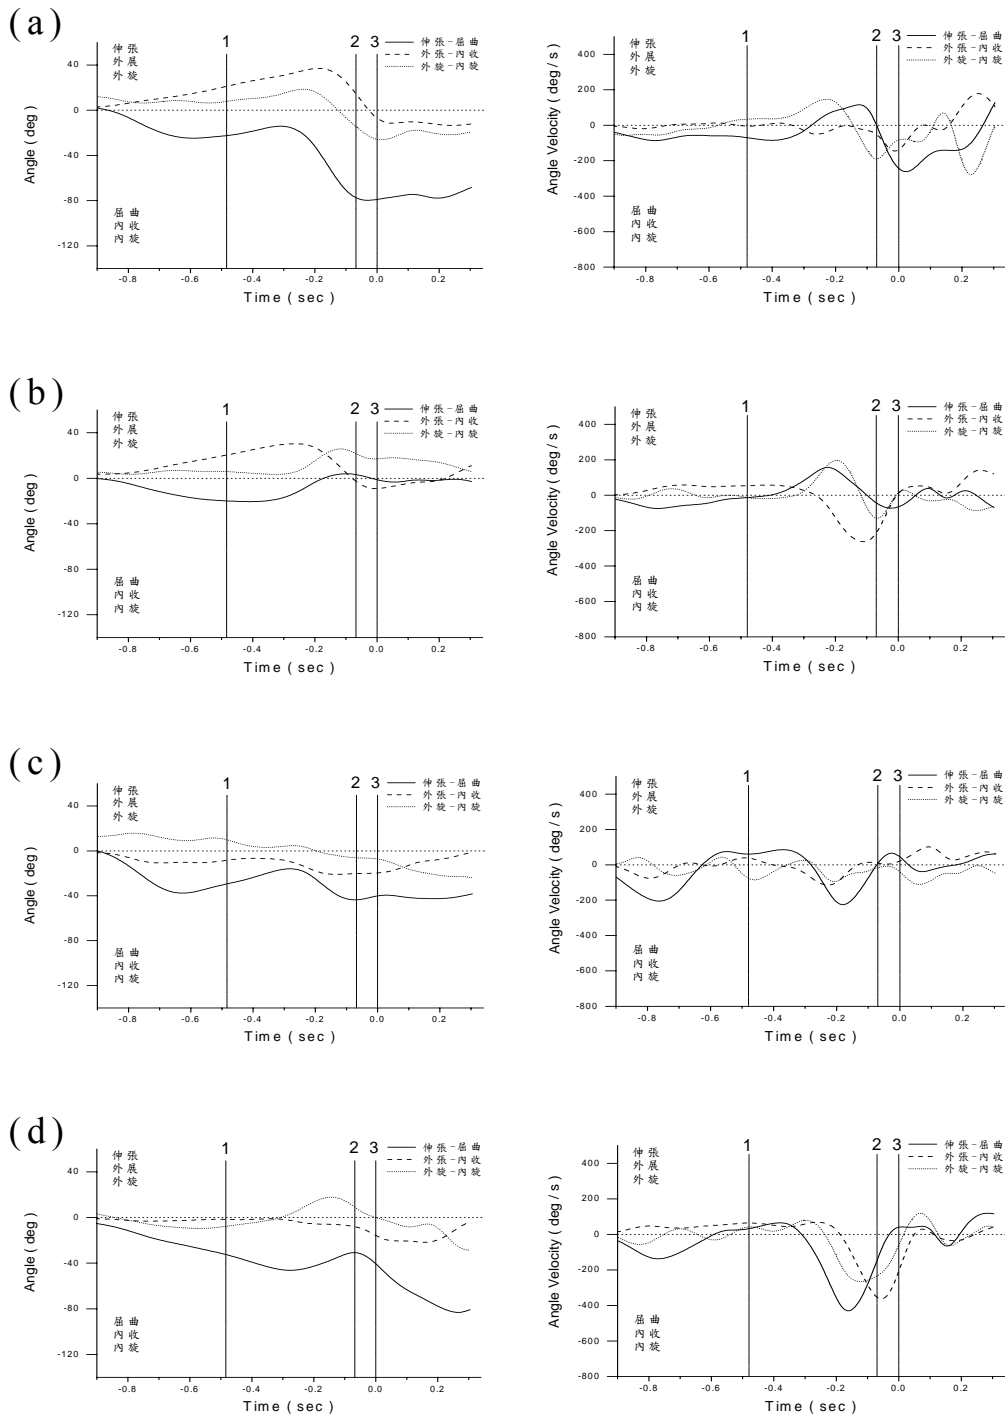 (a)
1
2 3
伸張-屈曲
外張-內收
外旋-內旋
伸張
外展
外旋
40
0
-40
-80
-120
Angle (deg)
屈曲
內收
內旋
-0.8 -0.6 -0.4 -0.2 0.0 0.2
Time (sec)
1
2 3
伸張-屈曲
外張-內收
外旋-內旋
伸張
外展
外旋
400
200
0
-200
-400
-600
-800
Angle Velocity (deg / s)
屈曲
內收
內旋
-0.8 -0.6 -0.4 -0.2 0.0 0.2
Time (sec)
(b)
1
2 3
伸張-屈曲
外張-內收
外旋-內旋
伸張
外展
外旋
40
0
-40
-80
-120
Angle (deg)
屈曲
內收
內旋
-0.8 -0.6 -0.4 -0.2 0.0 0.2
Time (sec)
1
2 3
伸張-屈曲
外張-內收
外旋-內旋
伸張
外展
外旋
400
200
0
-200
-400
-600
-800
Angle Velocity (deg / s)
屈曲
內收
內旋
-0.8 -0.6 -0.4 -0.2 0.0 0.2
Time (sec)
(c)
1
2 3
伸張-屈曲
外張-內收
外旋-內旋
伸張
外展
外旋
40
0
-40
-80
-120
Angle (deg)
屈曲
內收
內旋
-0.8 -0.6 -0.4 -0.2 0.0 0.2
Time (sec)
1
2 3
伸張-屈曲
外張-內收
外旋-內旋
伸張
外展
外旋
400
200
0
-200
-400
-600
-800
Angle Velocity (deg / s)
屈曲
內收
內旋
-0.8 -0.6 -0.4 -0.2 0.0 0.2
Time (sec)
(d)
1
2 3
伸張-屈曲
外張-內收
外旋-內旋
伸張
外展
外旋
40
0
-40
-80
-120
Angle (deg)
屈曲
內收
內旋
-0.8 -0.6 -0.4 -0.2 0.0 0.2
Time (sec)
1
2 3
伸張-屈曲
外張-內收
外旋-內旋
伸張
外展
外旋
400
200
0
-200
-400
-600
-800
Angle Velocity (deg / s)
屈曲
內收
內旋
-0.8 -0.6 -0.4 -0.2 0.0 0.2
Time (sec)